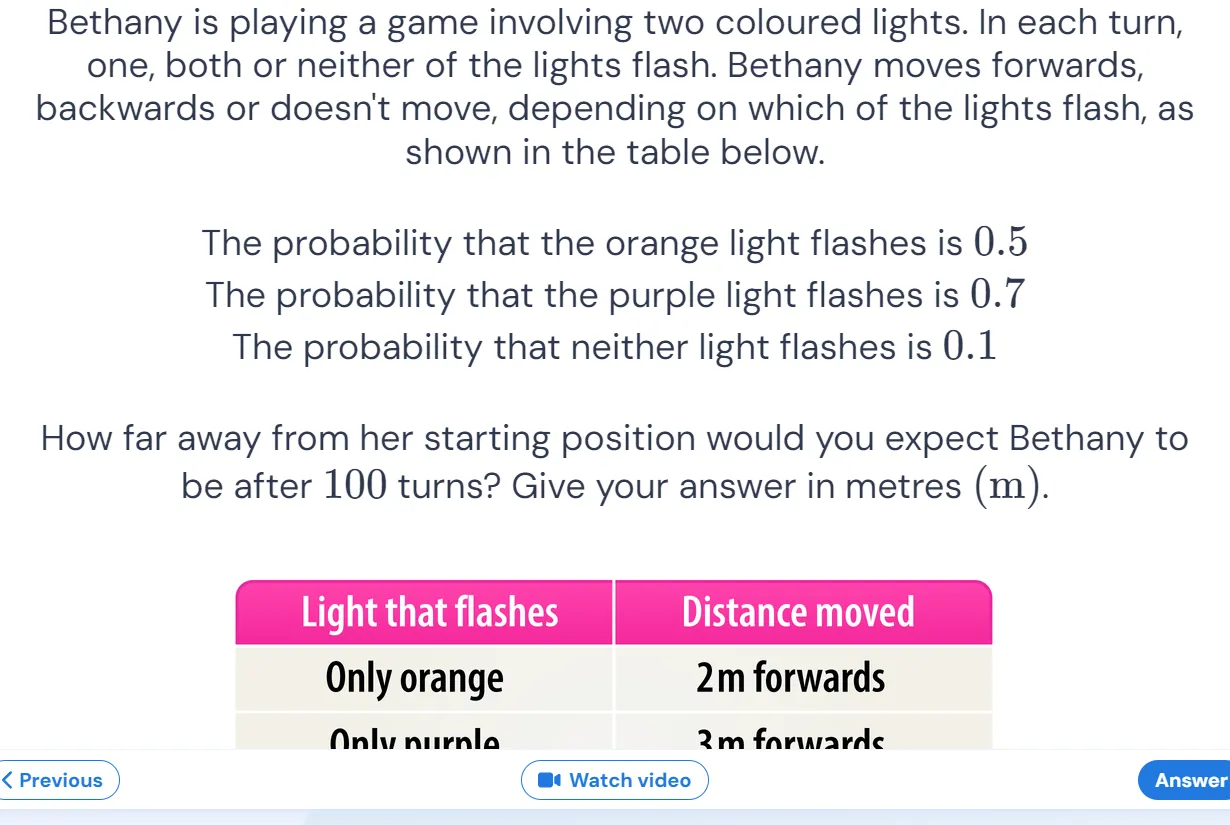 Bethany is playing a game involving two coloured lights. In each turn,
one, both or neither of the lights flash. Bethany moves forwards,
backwards or doesn't move, depending on which of the lights flash, as
shown in the table below.
The probability that the orange light flashes is 0.5
The probability that the purple light flashes is 0.7
The probability that neither light flashes is 0.1
How far away from her starting position would you expect Bethany to
be after 100 turns? Give your answer in metres (m).
Light that flashes Distance moved
Only orange 2m forwards
Only purple 3m forwards
Previous Watch video Answer